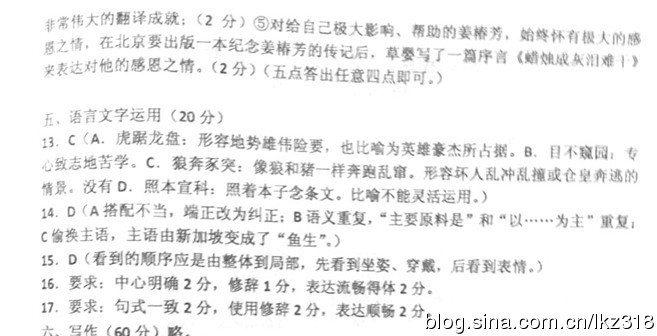 非常伟大的翻译成就；（2 分）⑤对给自己极大影响、帮助的姜椿芳，始终怀有极大的感
恩之情，在北京要出版一本纪念姜椿芳的传记后，草婴写了一篇序言《蜡烛成灰泪难干》
来表达对他的感恩之情。（2 分）（五点答出任意四点即可。）
五、语言文字运用（20 分）
13. C（A．虎踞龙盘：形容地势雄伟险要，也比喻为英雄豪杰所占据。B．目不窥园：专
心致志地苦学。C．狼奔豕突：像狼和猪一样奔跑乱窜。形容坏人乱冲乱撞或仓皇奔逃的
情景。没有 D．照本宣科：照着本子念条文。比喻不能灵活运用。）
14. D（A 搭配不当，端正改为纠正；B 语义重复，“主要原料是”和“以……为主”重复；
C 偷换主语，主语由新加坡变成了“鱼生”。）
15. D（看到的顺序应是由整体到局部，先看到坐姿、穿戴，后看到表情。）
16. 要求：中心明确 2 分，修辞 1 分，表达流畅得体 2 分。
17. 要求：句式一致 2 分，使用修辞 2 分，表达顺畅 2 分。
六、写作（60 分）略。
blog.sina.com.cn/lkz318